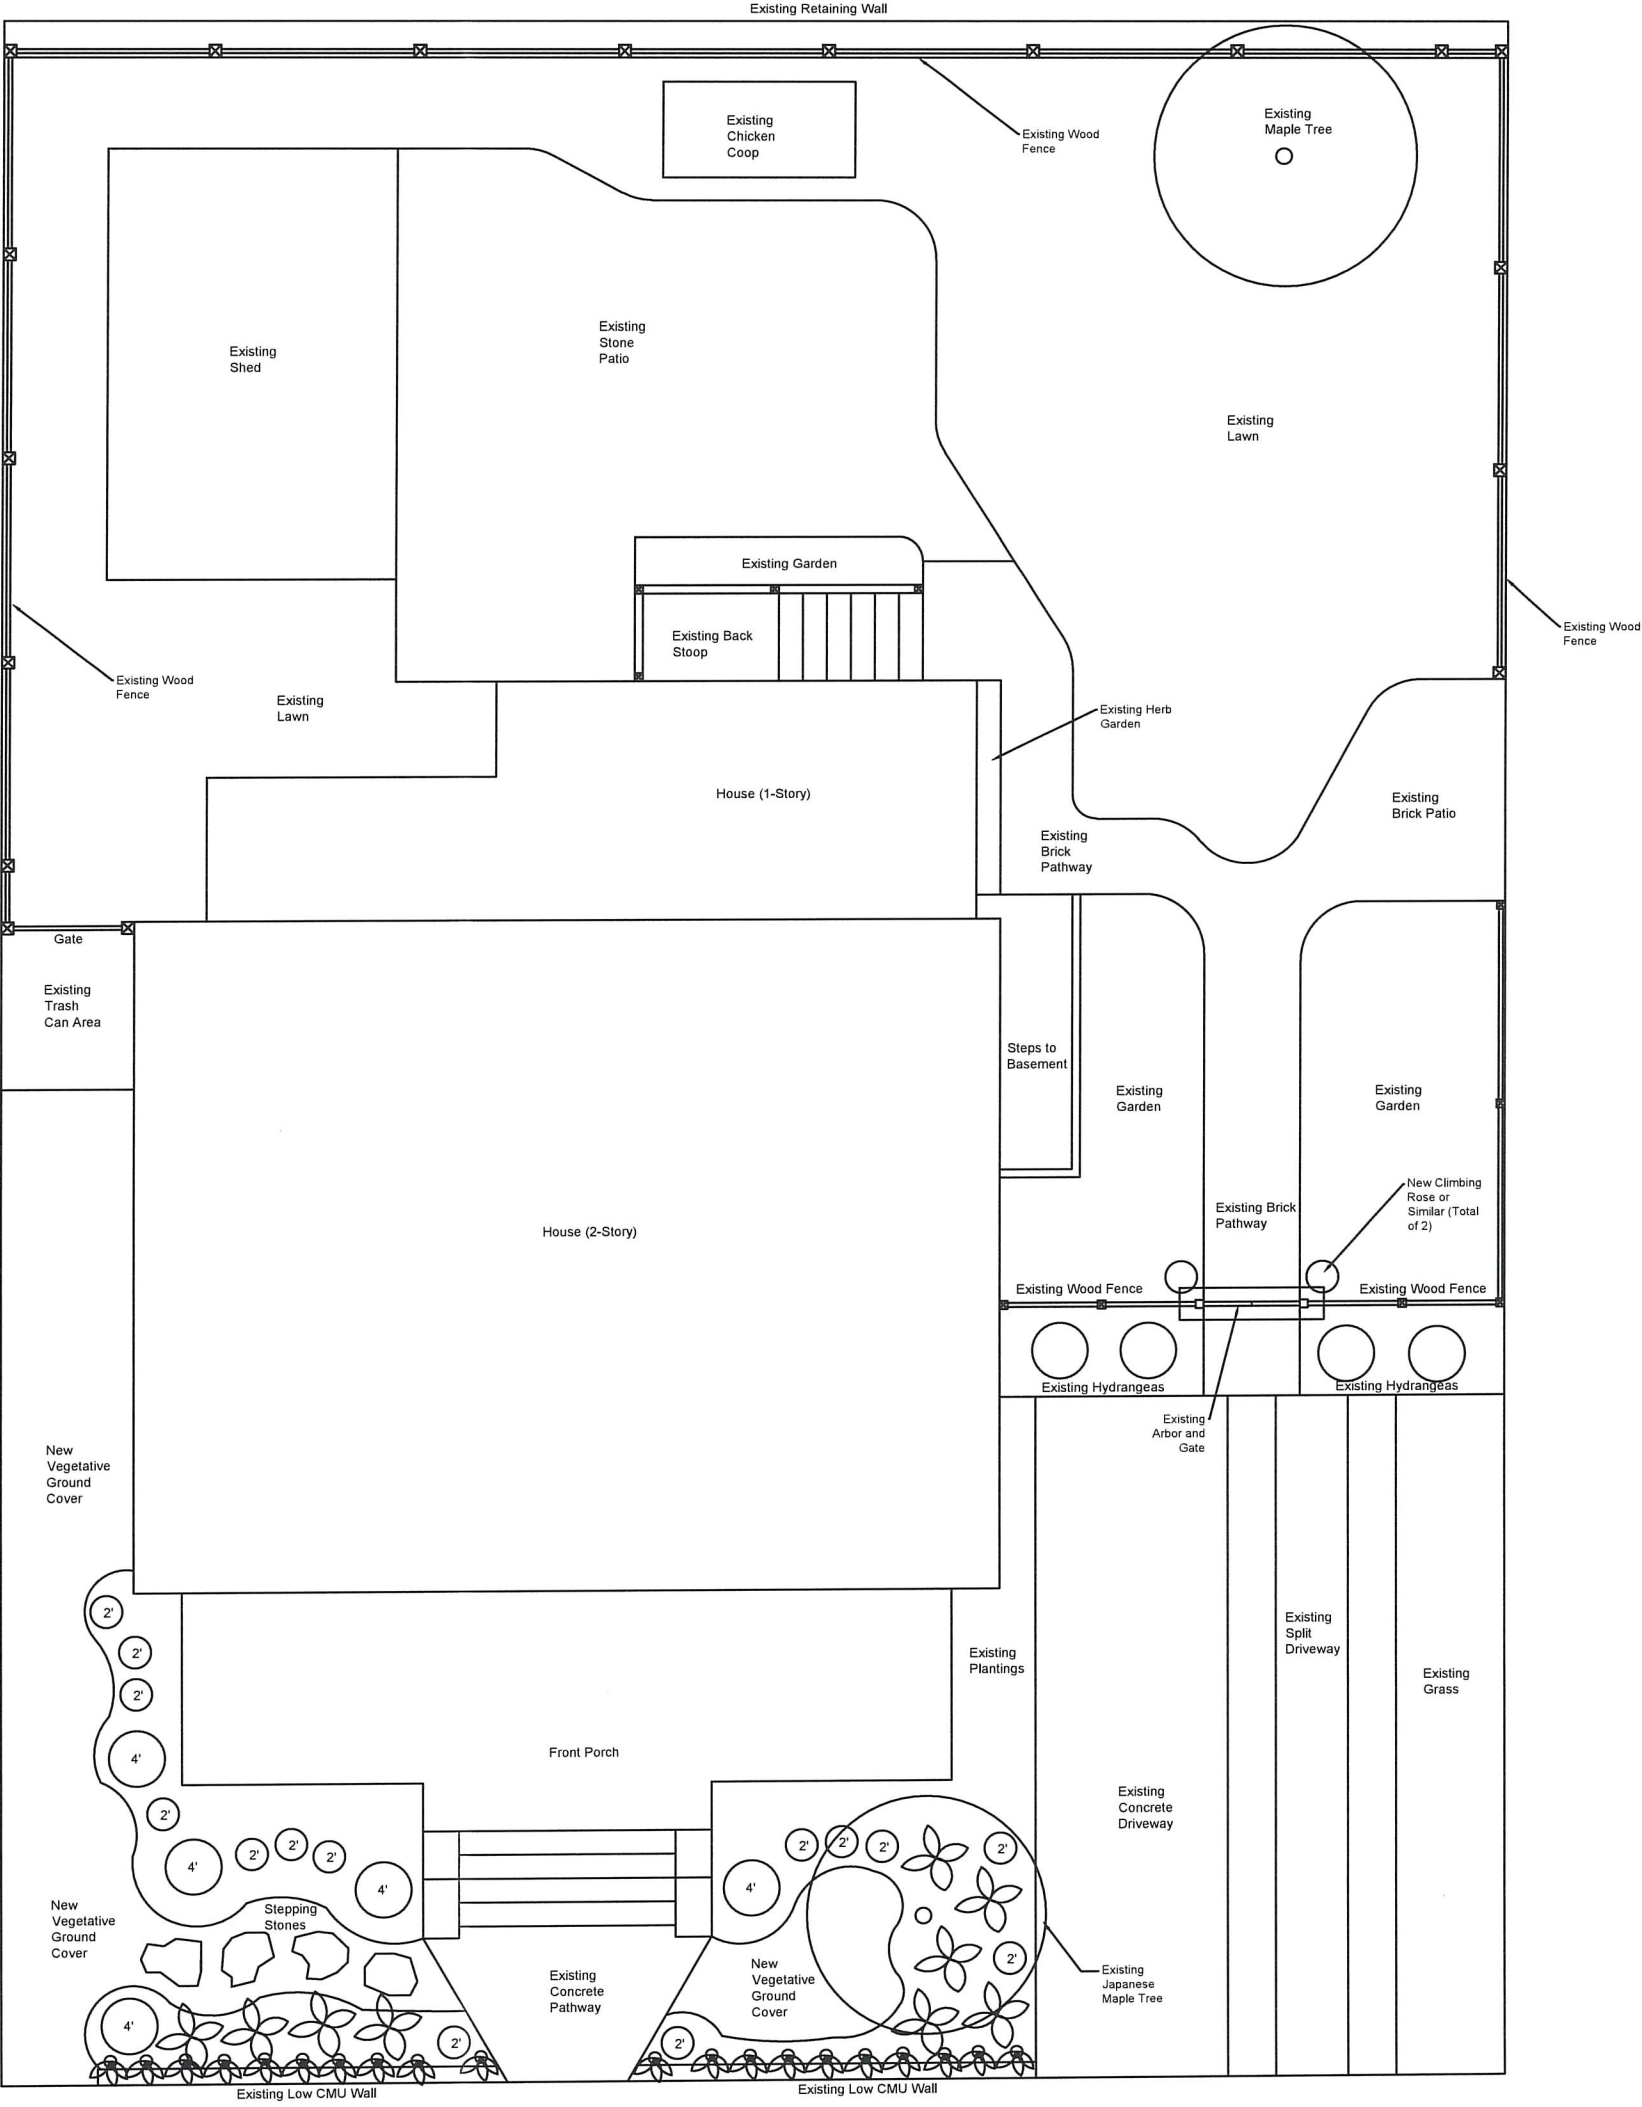 Existing Retaining Wall
Existing
Chicken
Coop
Existing Wood
Fence
Existing
Maple Tree
Existing
Shed
Existing
Stone
Patio
Existing
Lawn
Existing Garden
Existing Back
Stoop
Existing Wood
Fence
Existing Wood
Fence
Existing
Lawn
Existing Herb
Garden
House (1-Story)
Existing
Brick
Pathway
Existing
Brick Patio
Gate
Existing
Trash
Can Area
Steps to
Basement
Existing
Garden
Existing
Garden
New Climbing
Rose or
Similar (Total
of 2)
Existing Brick
Pathway
House (2-Story)
Existing Wood Fence
Existing Wood Fence
Existing Hydrangeas
Existing Hydrangeas
Existing
Arbor and
Gate
New
Vegetative
Ground
Cover
2'
2'
2'
4'
2'
4'
2'
2'
2'
4'
Front Porch
Existing
Plantings
Existing
Split
Driveway
Existing
Grass
Existing
Concrete
Driveway
4'
2'
2'
2'
2'
2'
New
Vegetative
Ground
Cover
Stepping
Stones
Existing
Concrete
Pathway
New
Vegetative
Ground
Cover
Existing
Japanese
Maple Tree
4'
2'
2'
Existing Low CMU Wall
Existing Low CMU Wall